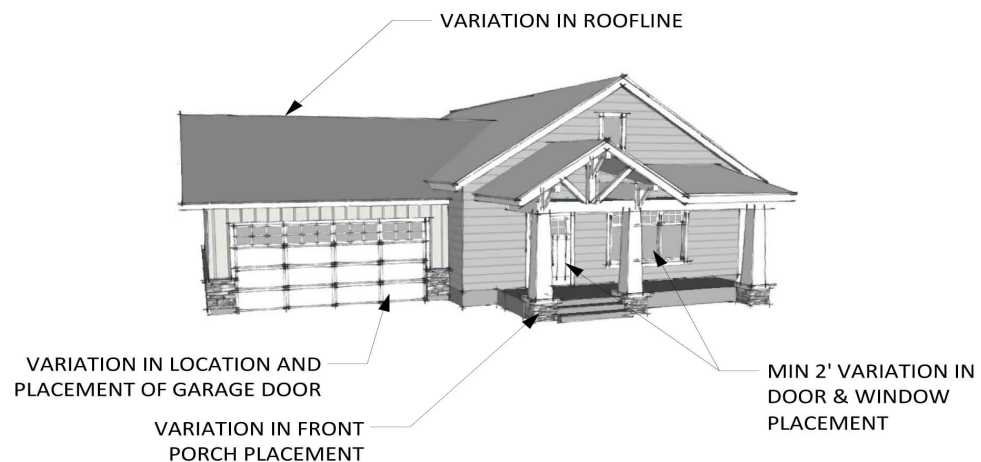 VARIATION IN ROOFLINE
VARIATION IN LOCATION AND
PLACEMENT OF GARAGE DOOR
VARIATION IN FRONT
PORCH PLACEMENT
MIN 2' VARIATION IN
DOOR & WINDOW
PLACEMENT